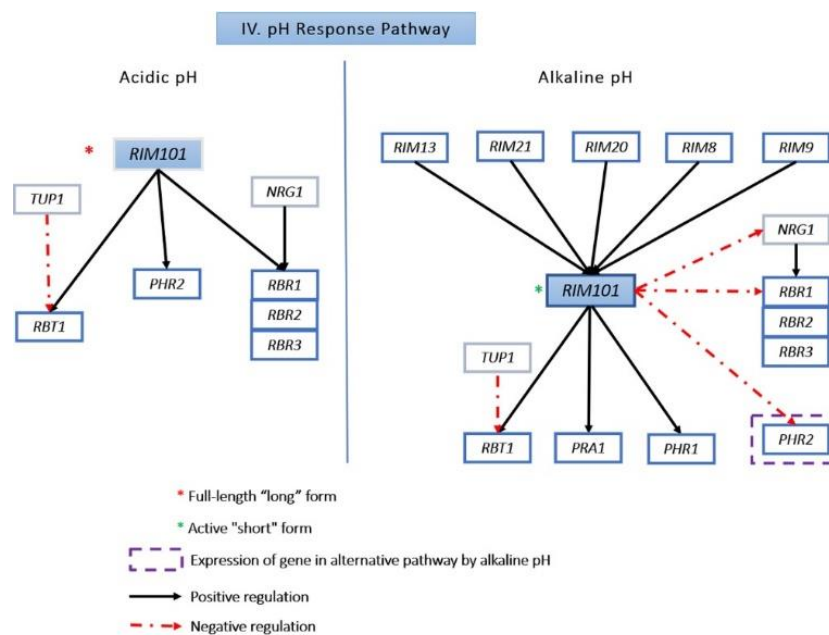 IV. pH Response Pathway
Acidic pH
Alkaline pH
* RIM101
TUP1
NRG1
PHR2
RBR1
RBT1
RBR2
RBR3
RIM13
RIM21
RIM20
RIM8
RIM9
NRG1
* RIM101
RBR1
RBR2
RBR3
TUP1
RBT1
PRA1
PHR1
PHR2
* Full-length “long” form
* Active "short" form
Expression of gene in alternative pathway by alkaline pH
Positive regulation
Negative regulation